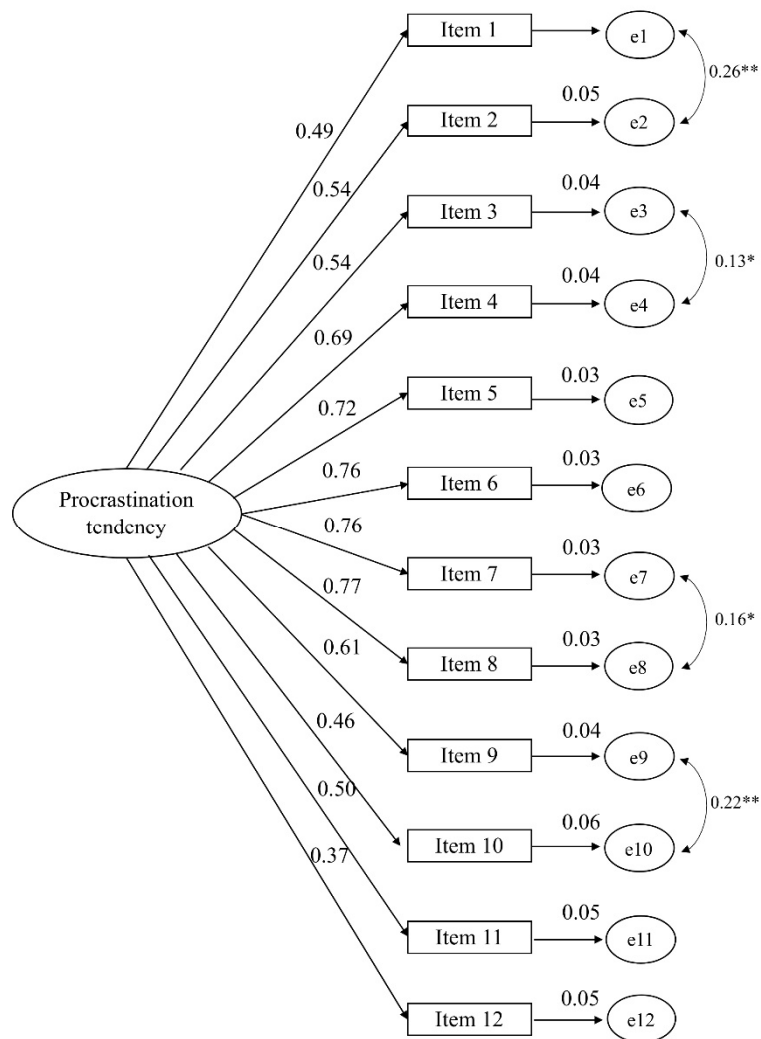 Item 1
e1
0.26**
0.49
Item 2
0.05
e2
0.54
Item 3
0.04
e3
0.13*
0.54
Item 4
0.04
e4
0.69
Item 5
0.03
e5
0.72
Item 6
0.03
e6
0.76
Procrastination
tendency
0.76
Item 7
0.03
e7
0.16*
0.77
Item 8
0.03
e8
0.61
Item 9
0.04
e9
0.22**
0.46
Item 10
0.06
e10
0.50
Item 11
0.05
e11
0.37
Item 12
0.05
e12